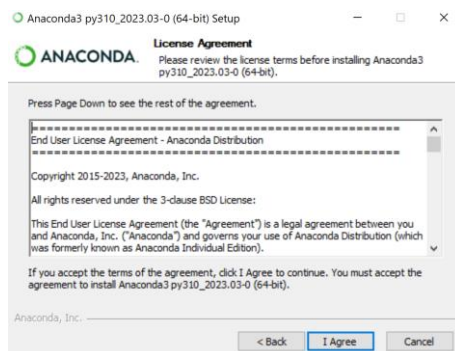 Anaconda3 py310_2023.03-0 (64-bit) Setup
ANACONDA.
License Agreement
Please review the license terms before installing Anaconda3
py310_2023.03-0 (64-bit).
Press Page Down to see the rest of the agreement.
====================================================
End User License Agreement - Anaconda Distribution
====================================================
Copyright 2015-2023, Anaconda, Inc.
All rights reserved under the 3-clause BSD License:
This End User License Agreement (the "Agreement") is a legal agreement between you
and Anaconda, Inc. ("Anaconda") and governs your use of Anaconda Distribution (which
was formerly known as Anaconda Individual Edition).
If you accept the terms of the agreement, click I Agree to continue. You must accept the
agreement to install Anaconda3 py310_2023.03-0 (64-bit).
Anaconda, Inc.
< Back I Agree Cancel